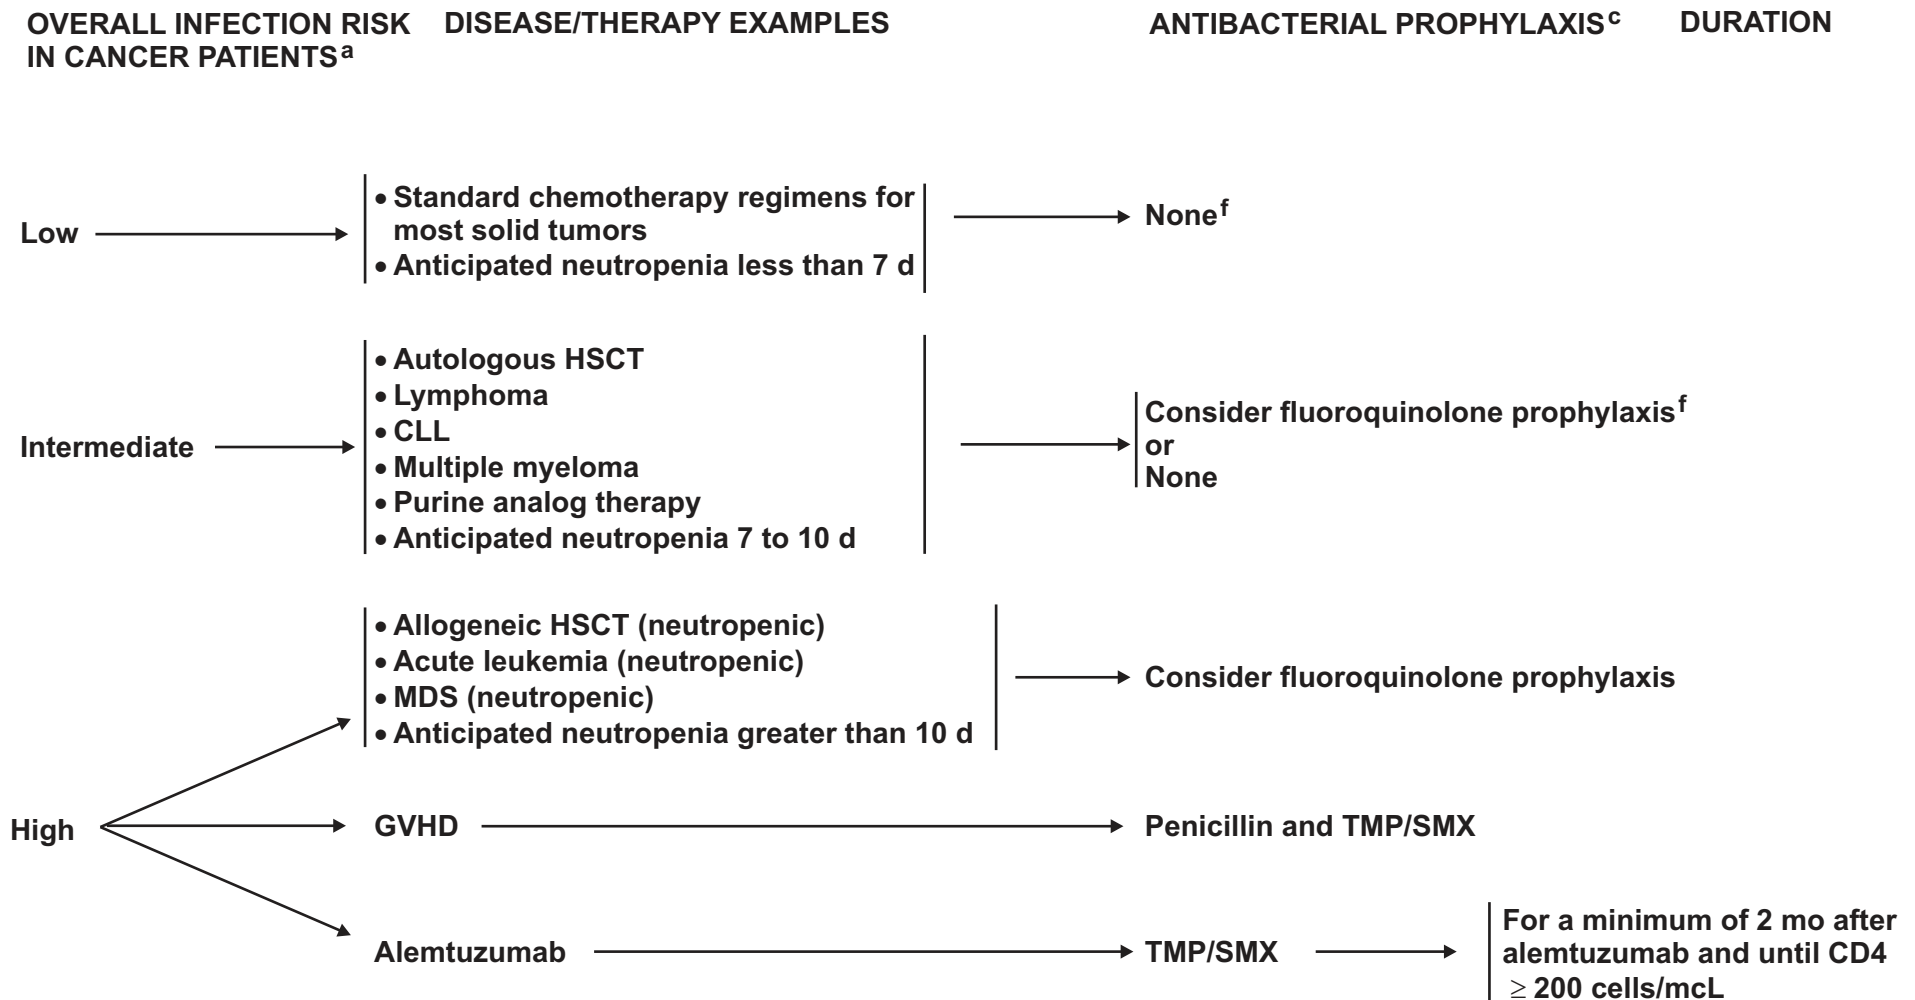 OVERALL INFECTION RISK
IN CANCER PATIENTSa
DISEASE/THERAPY EXAMPLES
ANTIBACTERIAL PROPHYLAXISc
DURATION
Low
• Standard chemotherapy regimens for
most solid tumors
• Anticipated neutropenia less than 7 d
Nonef
Intermediate
• Autologous HSCT
• Lymphoma
• CLL
• Multiple myeloma
• Purine analog therapy
• Anticipated neutropenia 7 to 10 d
Consider fluoroquinolone prophylaxisf
or
None
High
• Allogeneic HSCT (neutropenic)
• Acute leukemia (neutropenic)
• MDS (neutropenic)
• Anticipated neutropenia greater than 10 d
Consider fluoroquinolone prophylaxis
GVHD
Penicillin and TMP/SMX
Alemtuzumab
TMP/SMX
For a minimum of 2 mo after
alemtuzumab and until CD4
≥ 200 cells/mcL